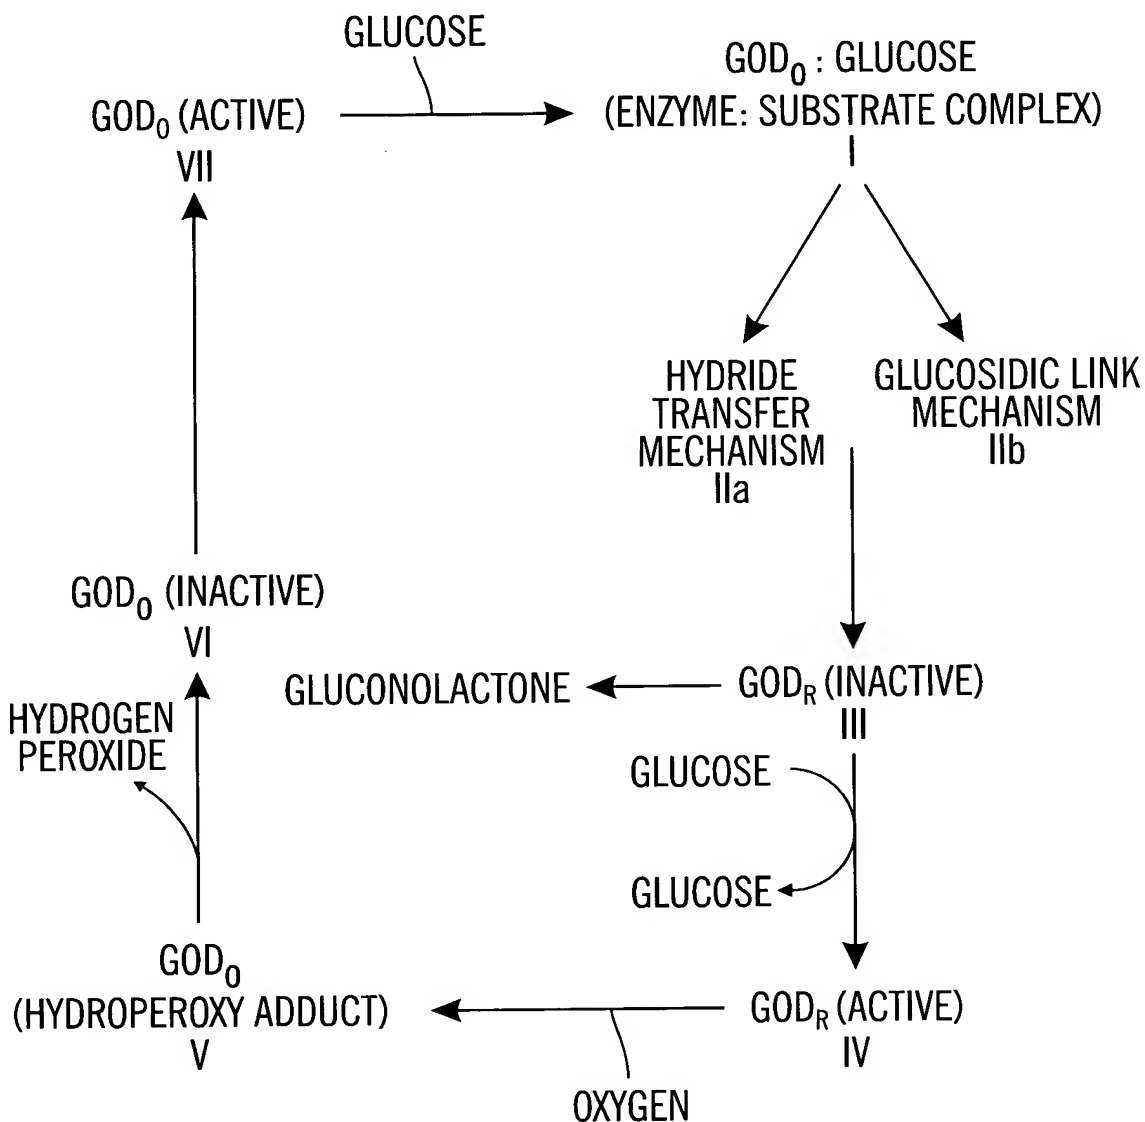 GLUCOSE
GOD₀ : GLUCOSE
(ENZYME: SUBSTRATE COMPLEX)
I
GOD₀ (ACTIVE)
VII
HYDRIDE
TRANSFER
MECHANISM
IIa
GLUCOSIDIC LINK
MECHANISM
IIb
GOD₀ (INACTIVE)
VI
GLUCONOLACTONE
GODR (INACTIVE)
III
HYDROGEN
PEROXIDE
GLUCOSE
GLUCOSE
GOD₀
(HYDROPEROXY ADDUCT)
V
GODR (ACTIVE)
IV
OXYGEN